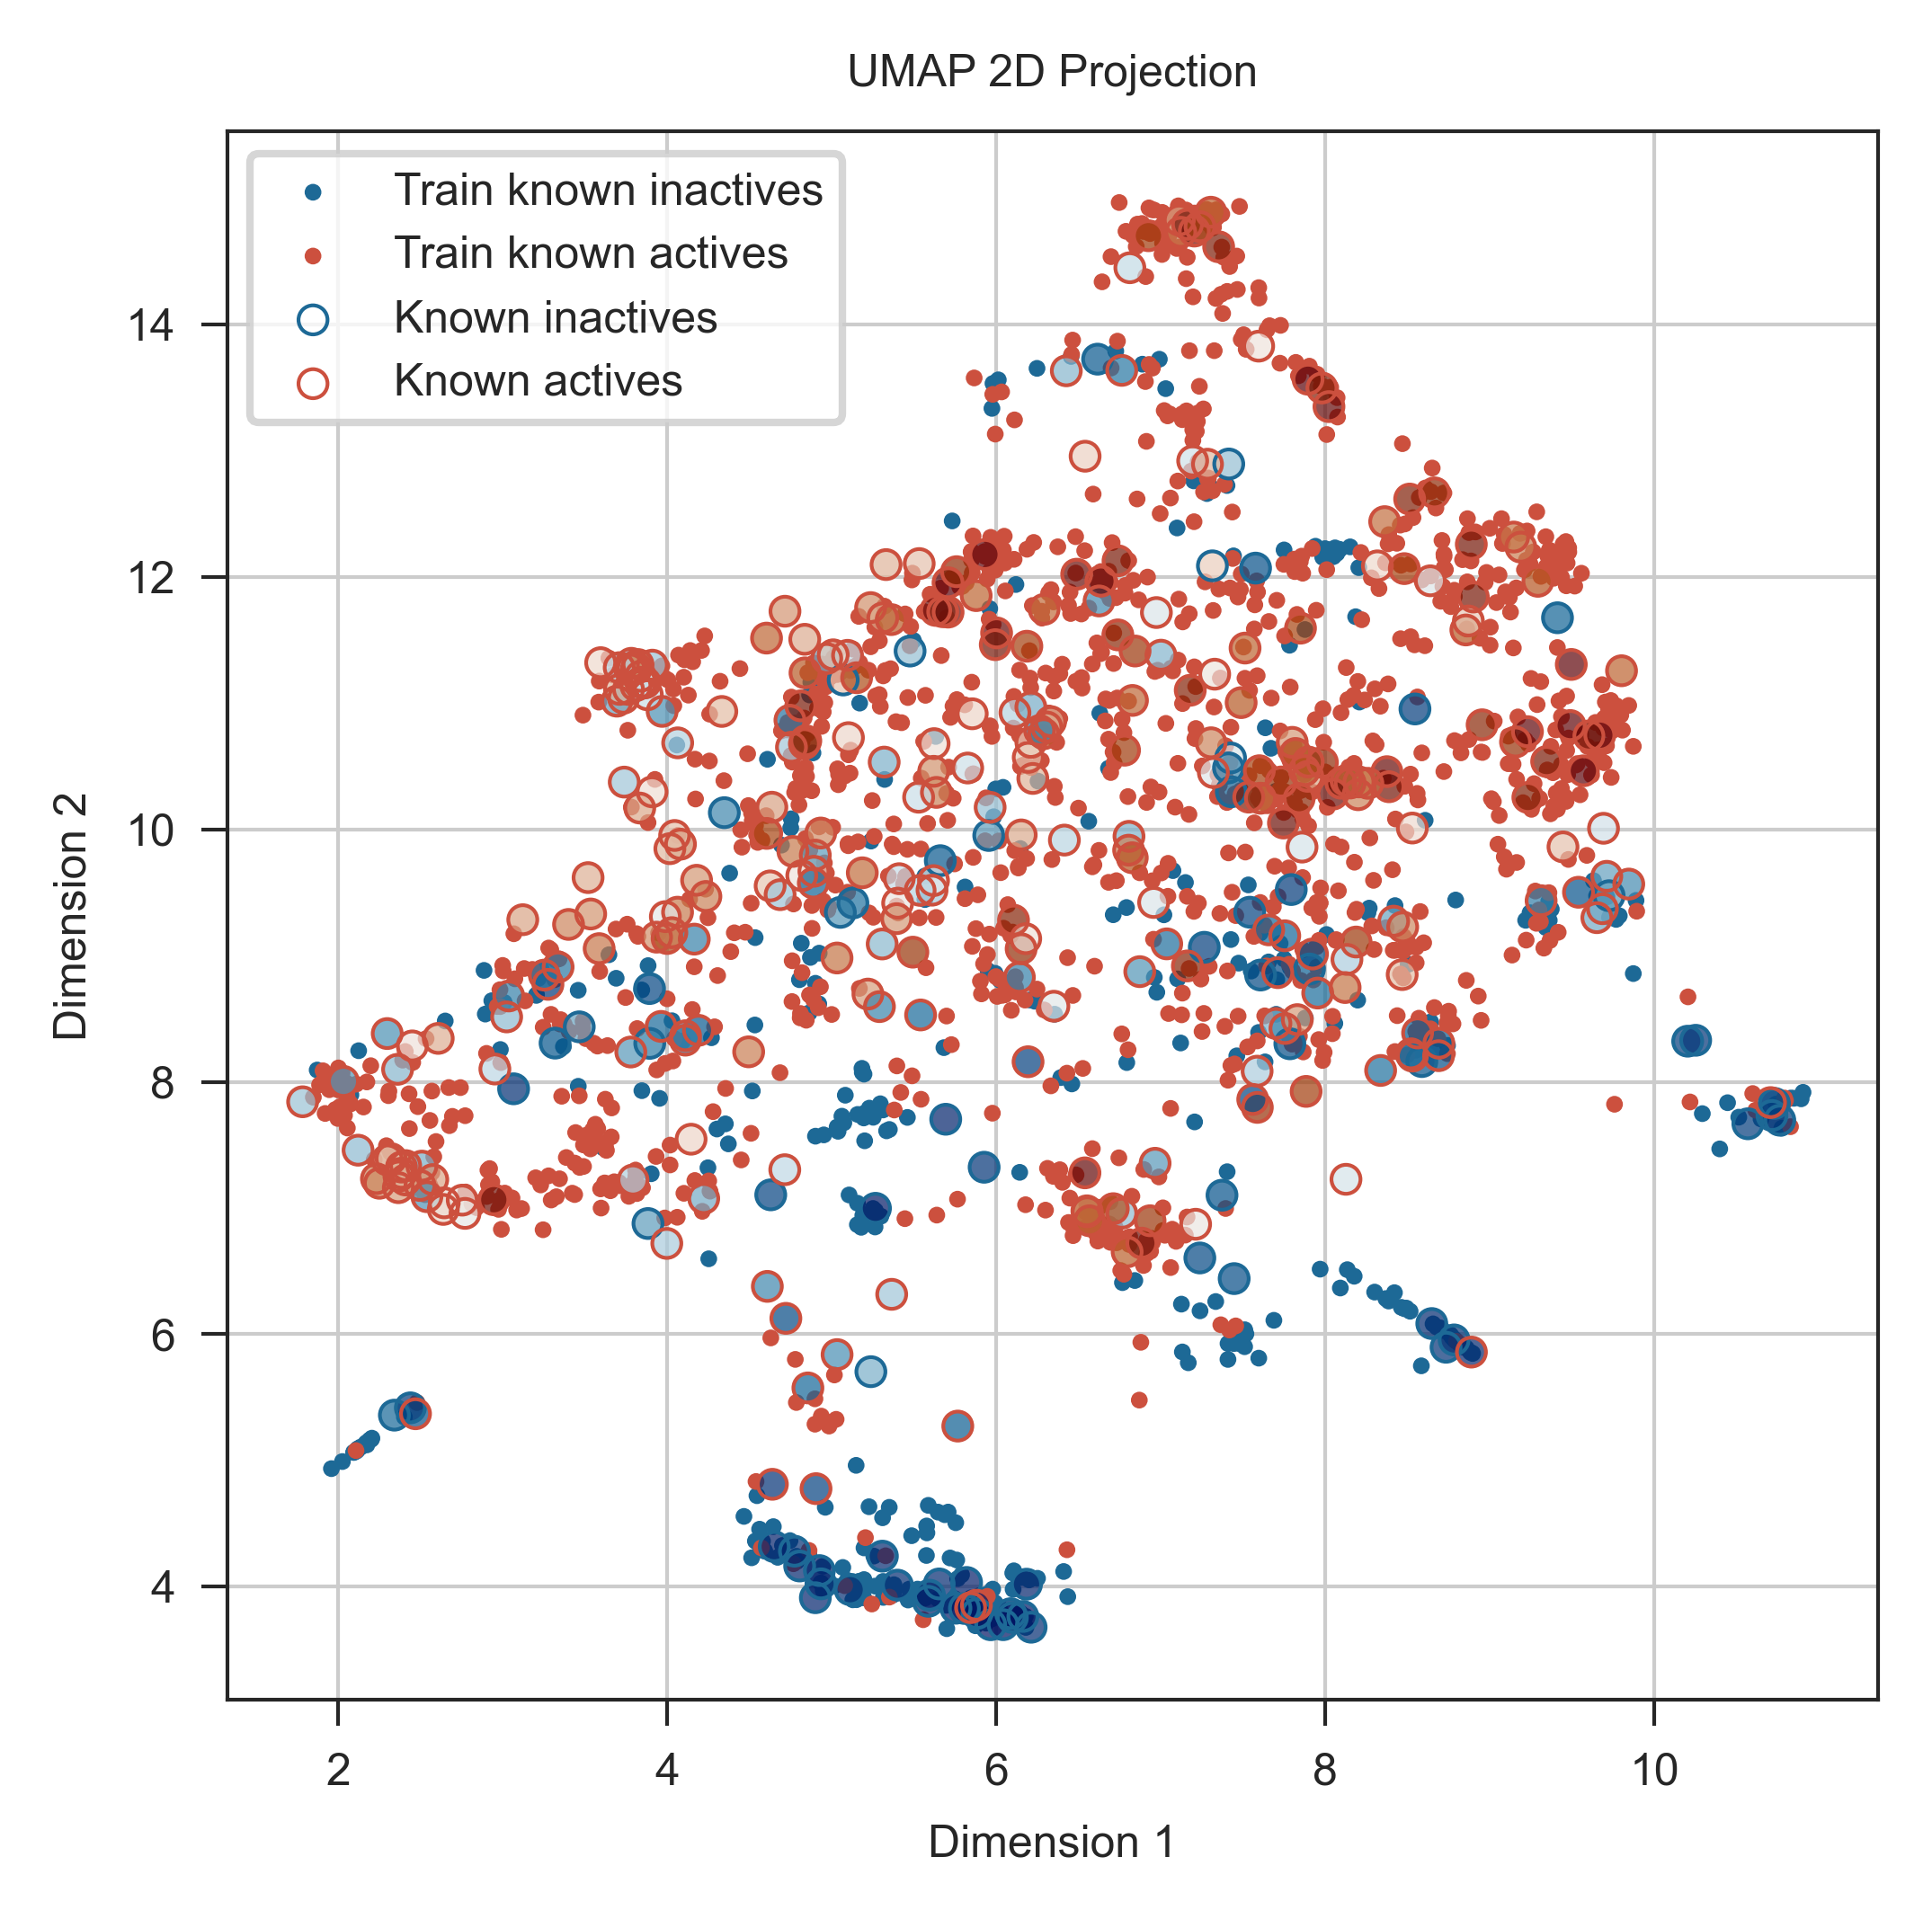 UMAP 2D Projection
Train known inactives
Train known actives
Known inactives
Known actives
14
12
10
8
6
4
Dimension 2
2
4
6
8
10
Dimension 1